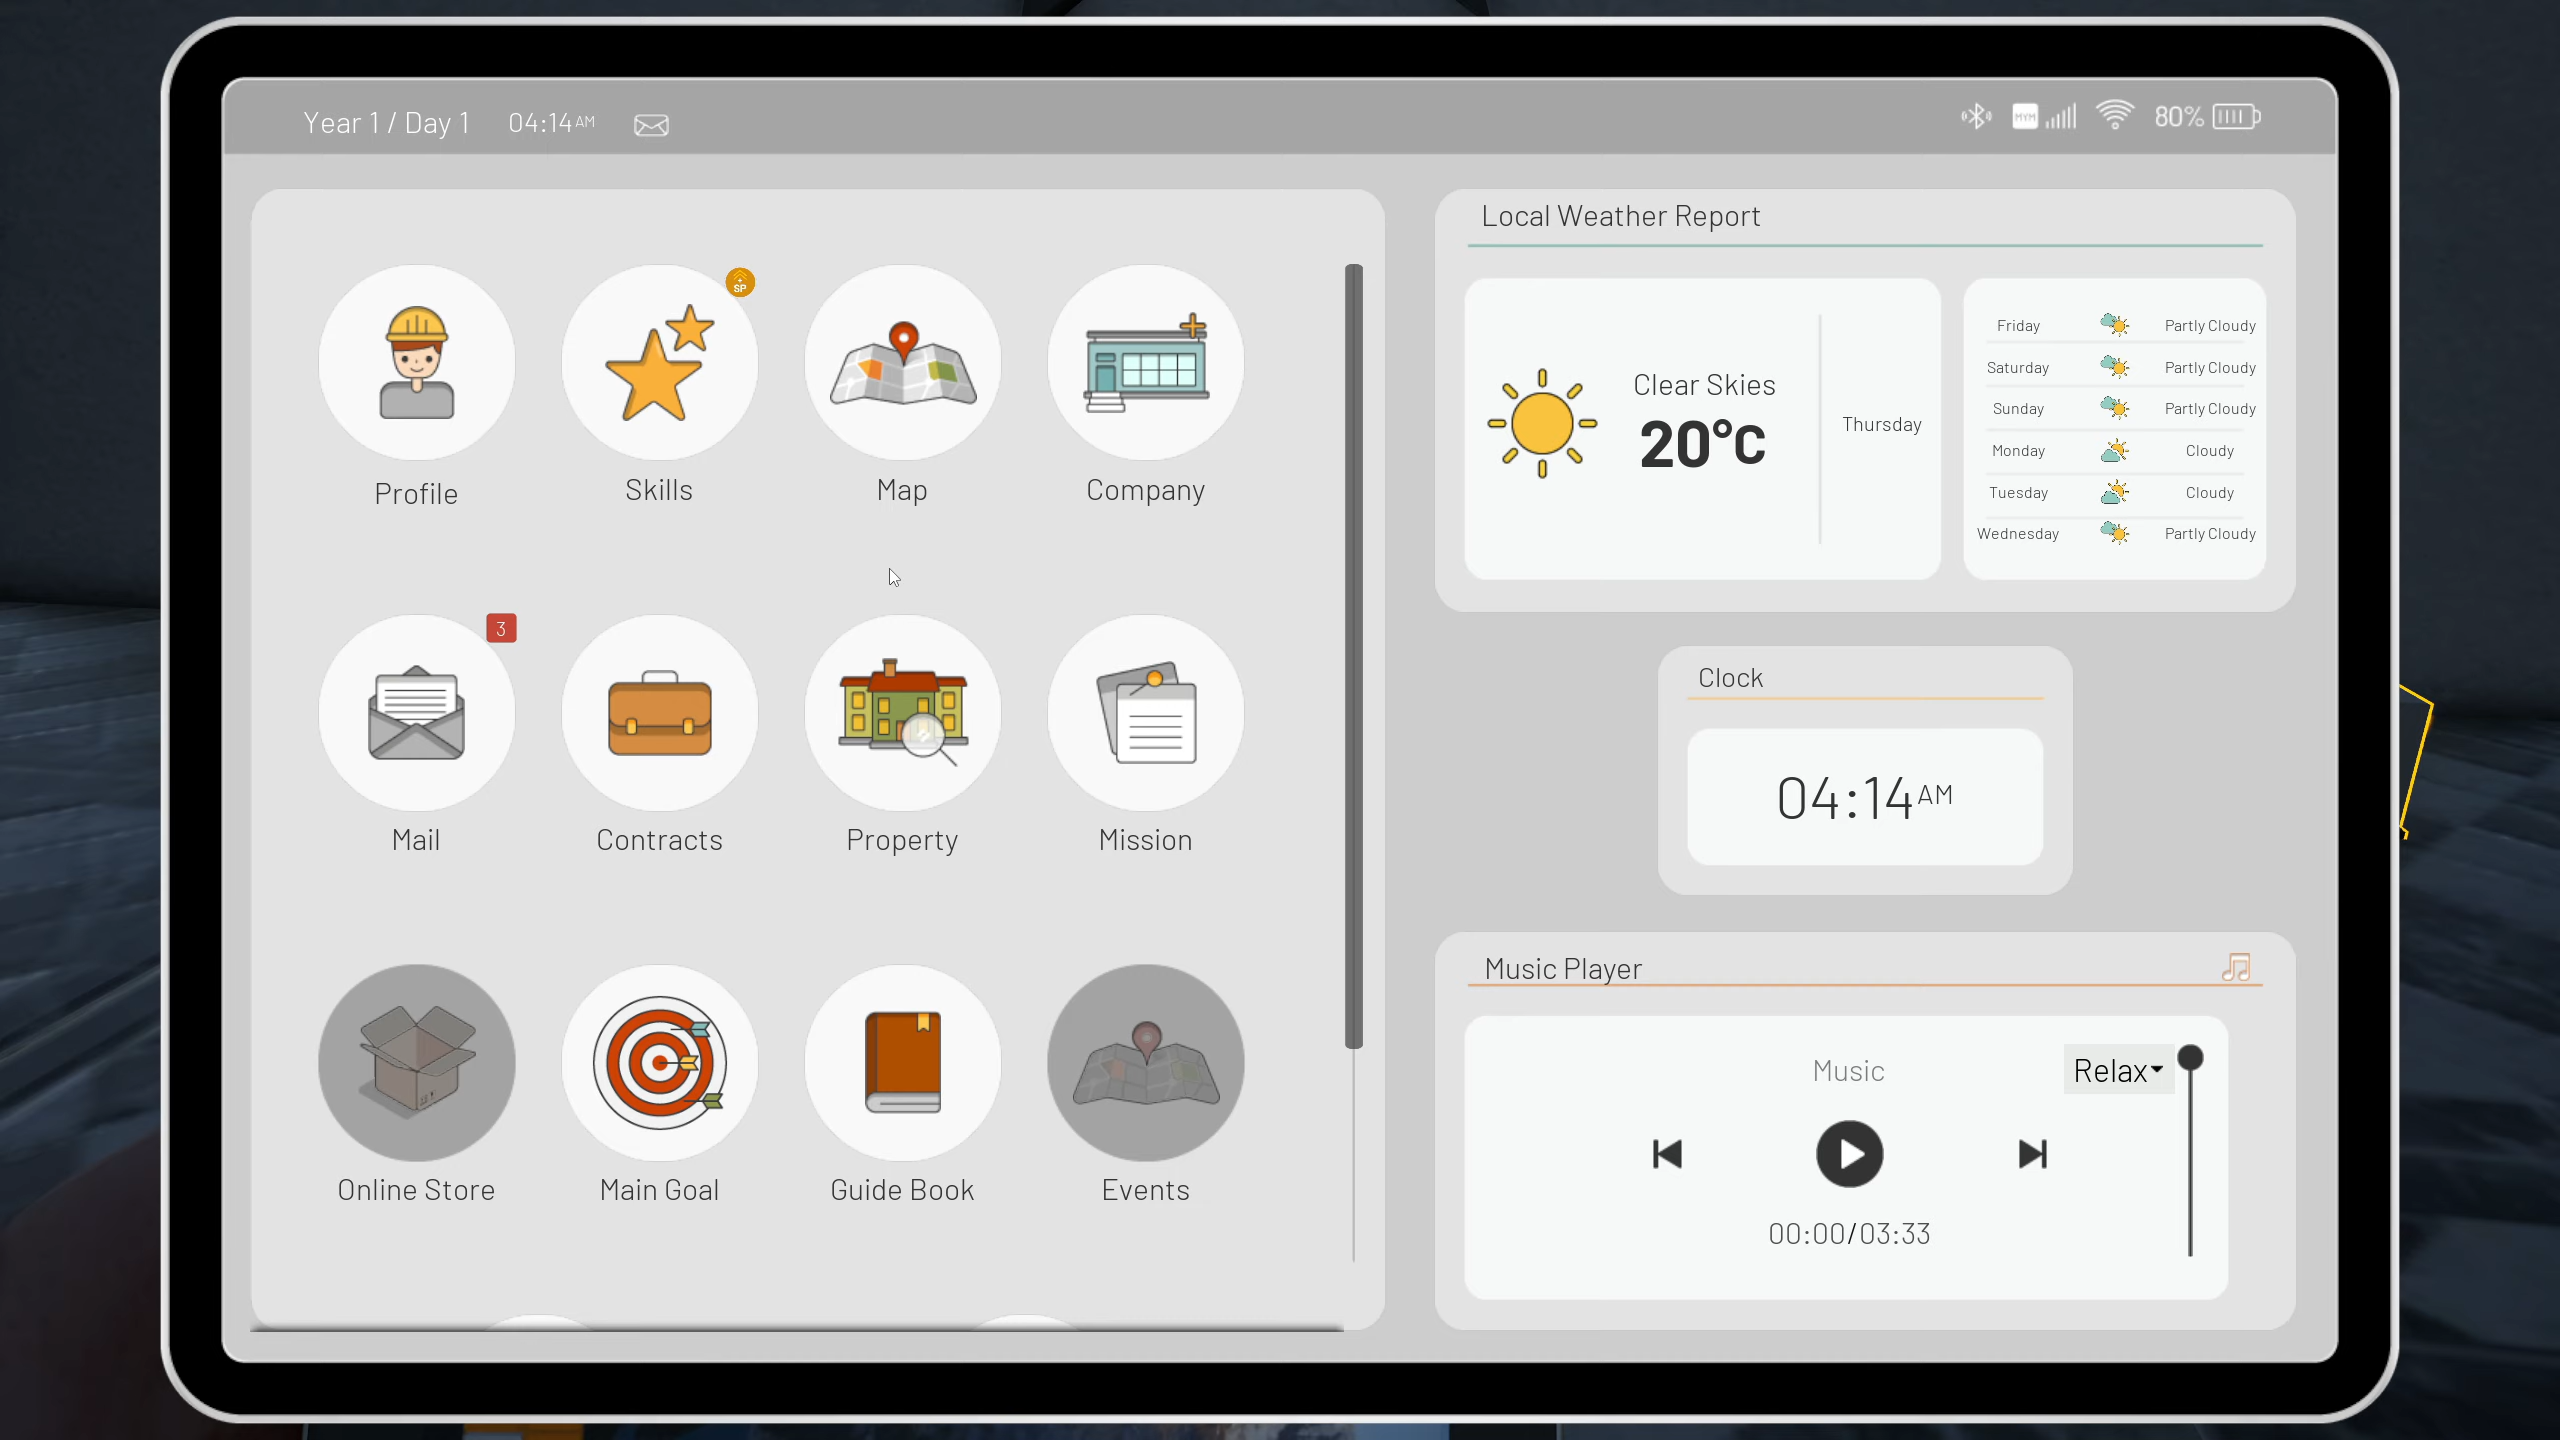 Year 1 / Day 1 04:14 AM
MYM 80%
SP
Profile Skills Map Company
3
Mail Contracts Property Mission
Online Store Main Goal Guide Book Events
Local Weather Report
Clear Skies
20°C
Thursday
Friday Partly Cloudy
Saturday Partly Cloudy
Sunday Partly Cloudy
Monday Cloudy
Tuesday Cloudy
Wednesday Partly Cloudy
Clock
04:14 AM
Music Player
Music
Relax
00:00/03:33